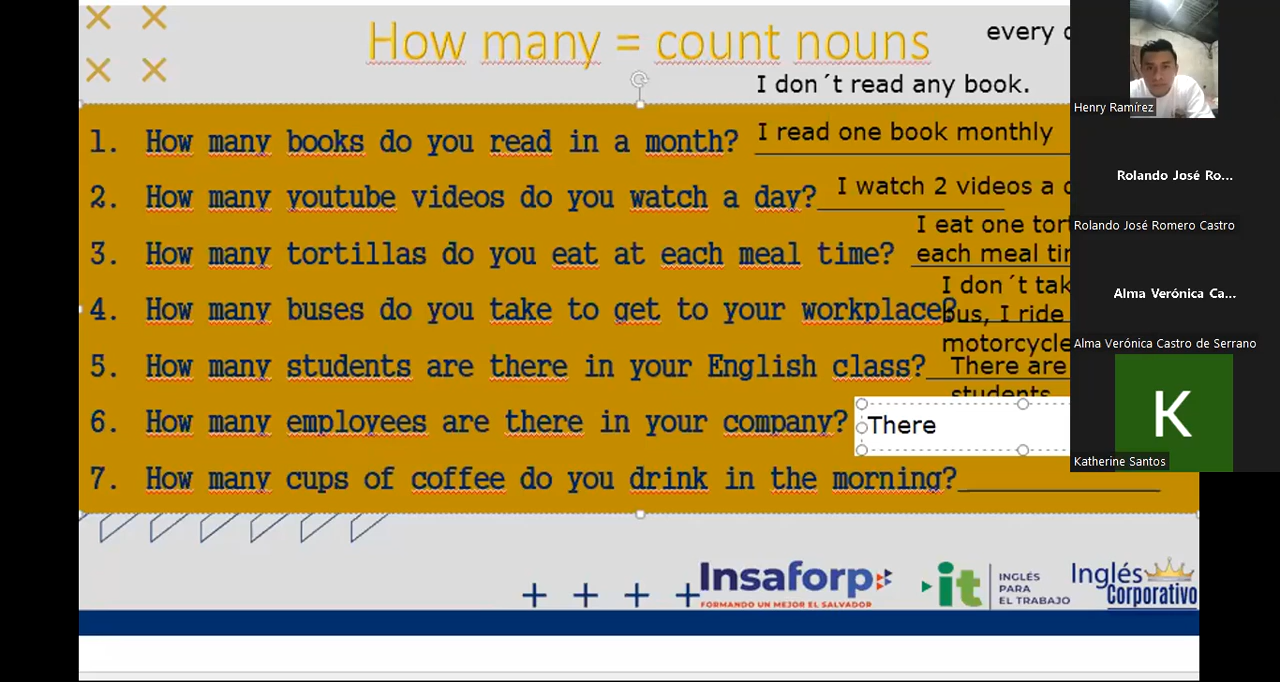 How many = count nouns
every
I don´t read any book.
1. How many books do you read in a month? I read one book monthly
2. How many youtube videos do you watch a day? I watch 2 videos a
3. How many tortillas do you eat at each meal time? I eat one
each meal
4. How many buses do you take to get to your workplace? I don´t
bus, I ride
motorcycle
5. How many students are there in your English class? There are
students
6. How many employees are there in your company? There
7. How many cups of coffee do you drink in the morning?
Insaforp
FORMANDO UN MEJOR EL SALVADOR
it
INGLÉS
PARA
EL TRABAJO
Inglés
Corporativo
Henry Ramírez
Rolando José Ro...
Rolando José Romero Castro
Alma Verónica Ca...
Alma Verónica Castro de Serrano
K
Katherine Santos